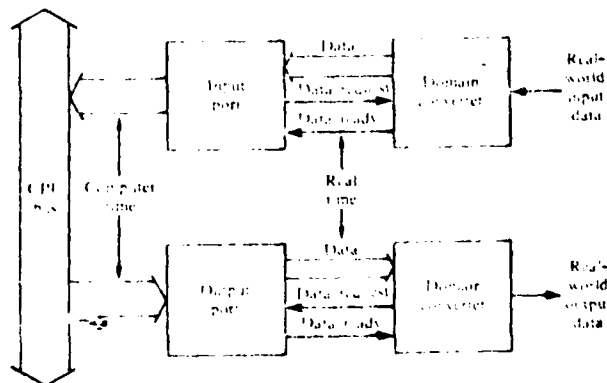 Data
Input
port
Data request
Data ready
Domain
converter
Real-
world
input
data
CPU
bus
Computer
time
Real
time
Data
Output
port
Data request
Data ready
Domain
converter
Real-
world
output
data